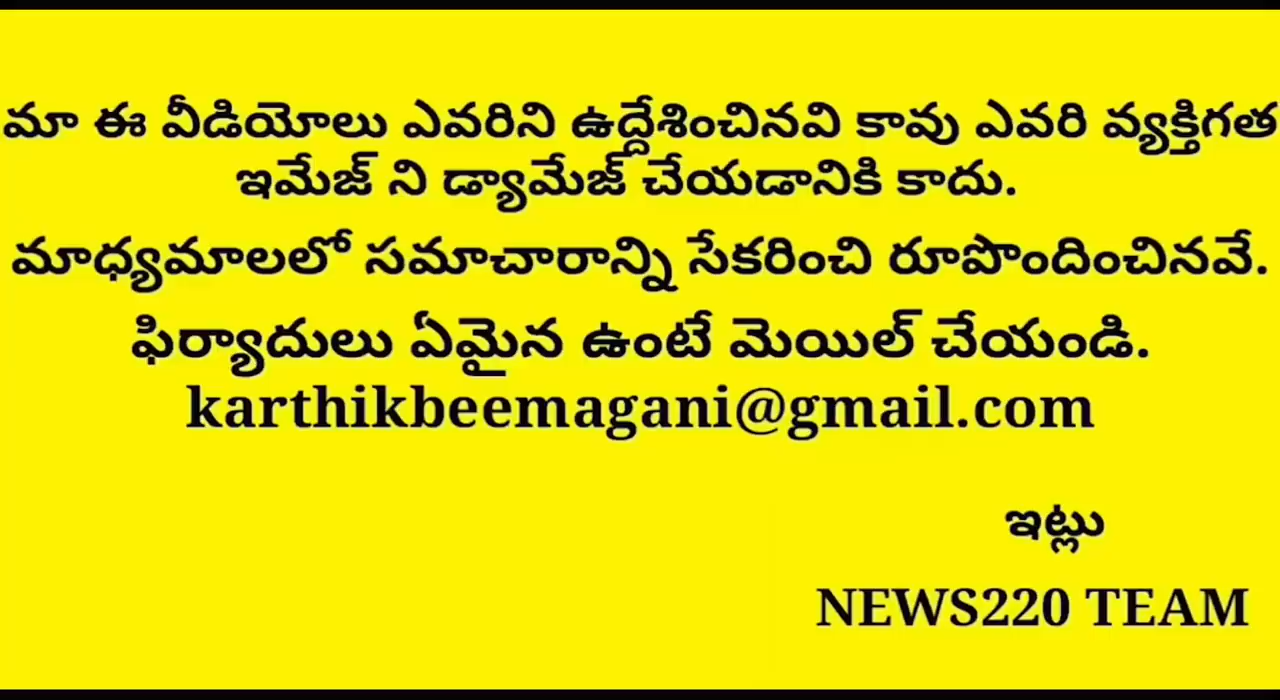 మా ఈ వీడియోలు ఎవరిని ఉద్దేశించినవి కావు ఎవరి వ్యక్తిగత
ఇమేజ్ ని డ్యామేజ్ చేయడానికి కాదు.
మాధ్యమాలలో సమాచారాన్ని సేకరించి రూపొందించినవే.
ఫిర్యాదులు ఏమైన ఉంటే మెయిల్ చేయండి.
karthikbeemagani@gmail.com
ఇట్లు
NEWS220 TEAM